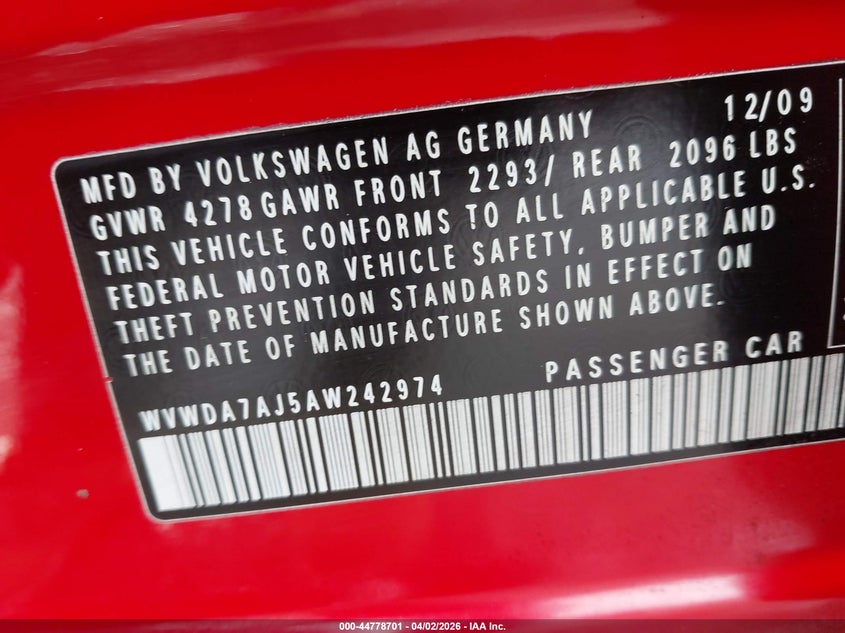 12/09
MFD BY VOLKSWAGEN AG GERMANY
GVWR 4278 GAWR FRONT 2293/ REAR 2096 LBS
THIS VEHICLE CONFORMS TO ALL APPLICABLE U.S.
FEDERAL MOTOR VEHICLE SAFETY, BUMPER AND
THEFT PREVENTION STANDARDS IN EFFECT ON
THE DATE OF MANUFACTURE SHOWN ABOVE.
WVWDA7AJ5AW242974 PASSENGER CAR
000-44778701 - 04/02/2026 - IAA Inc.